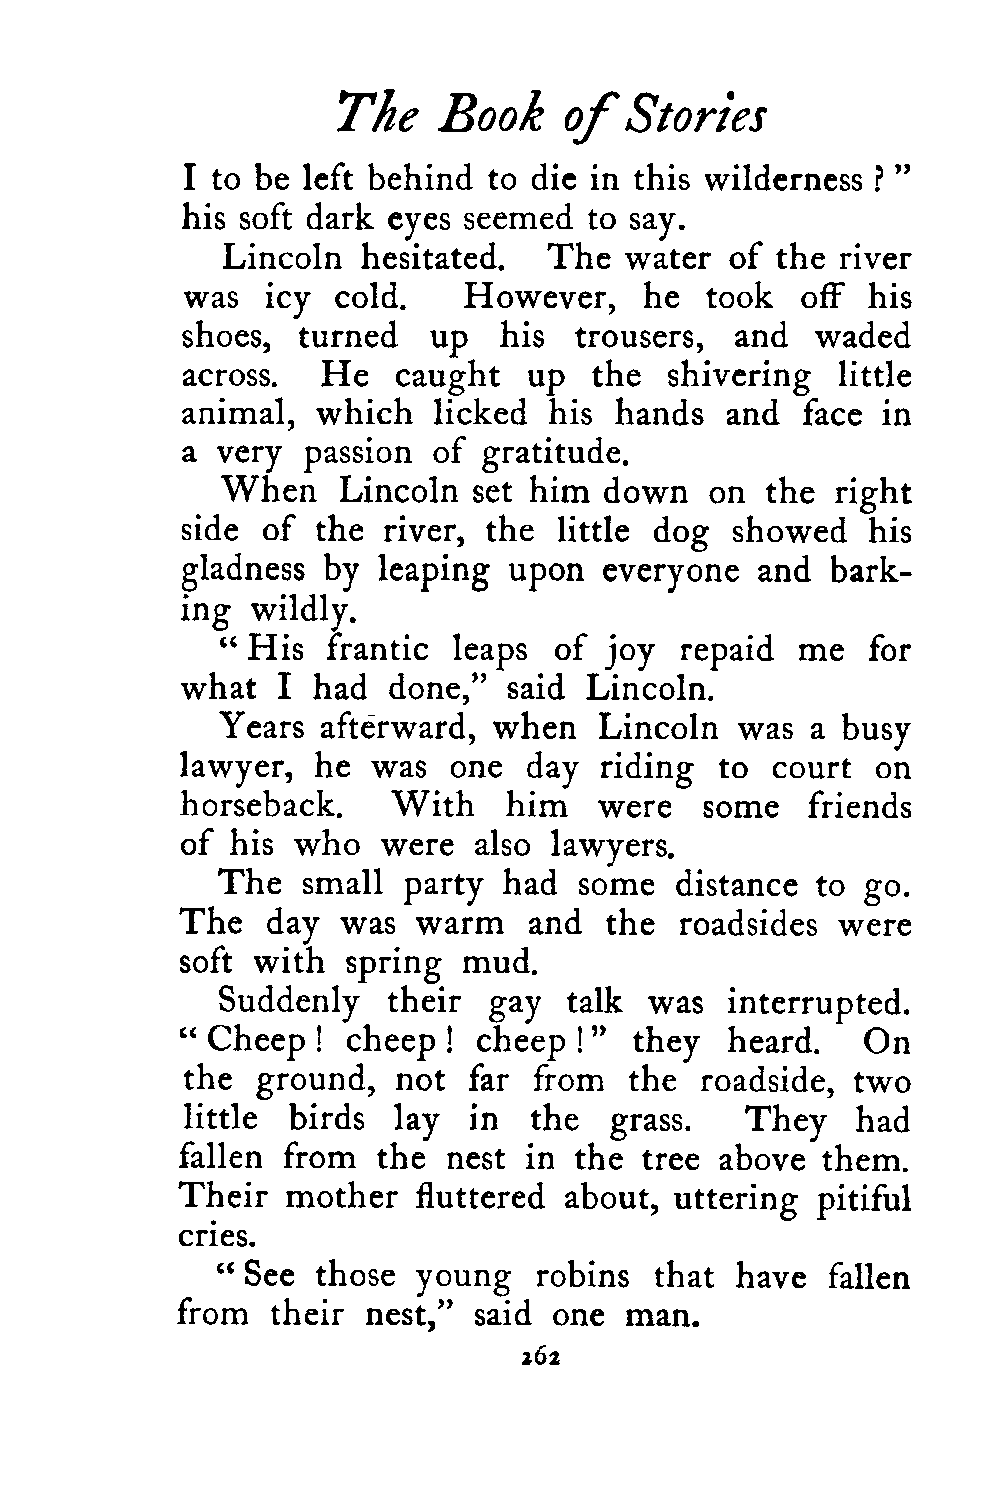 The Book of Stories
I to be left behind to die in this wilderness ? ”
his soft dark eyes seemed to say.
Lincoln hesitated. The water of the river
was icy cold. However, he took off his
shoes, turned up his trousers, and waded
across. He caught up the shivering little
animal, which licked his hands and face in
a very passion of gratitude.
When Lincoln set him down on the right
side of the river, the little dog showed his
gladness by leaping upon everyone and bark-
ing wildly.
“ His frantic leaps of joy repaid me for
what I had done,” said Lincoln.
Years afterward, when Lincoln was a busy
lawyer, he was one day riding to court on
horseback. With him were some friends
of his who were also lawyers.
The small party had some distance to go.
The day was warm and the roadsides were
soft with spring mud.
Suddenly their gay talk was interrupted.
“ Cheep ! cheep ! cheep ! ” they heard. On
the ground, not far from the roadside, two
little birds lay in the grass. They had
fallen from the nest in the tree above them.
Their mother fluttered about, uttering pitiful
cries.
“ See those young robins that have fallen
from their nest,” said one man.
262